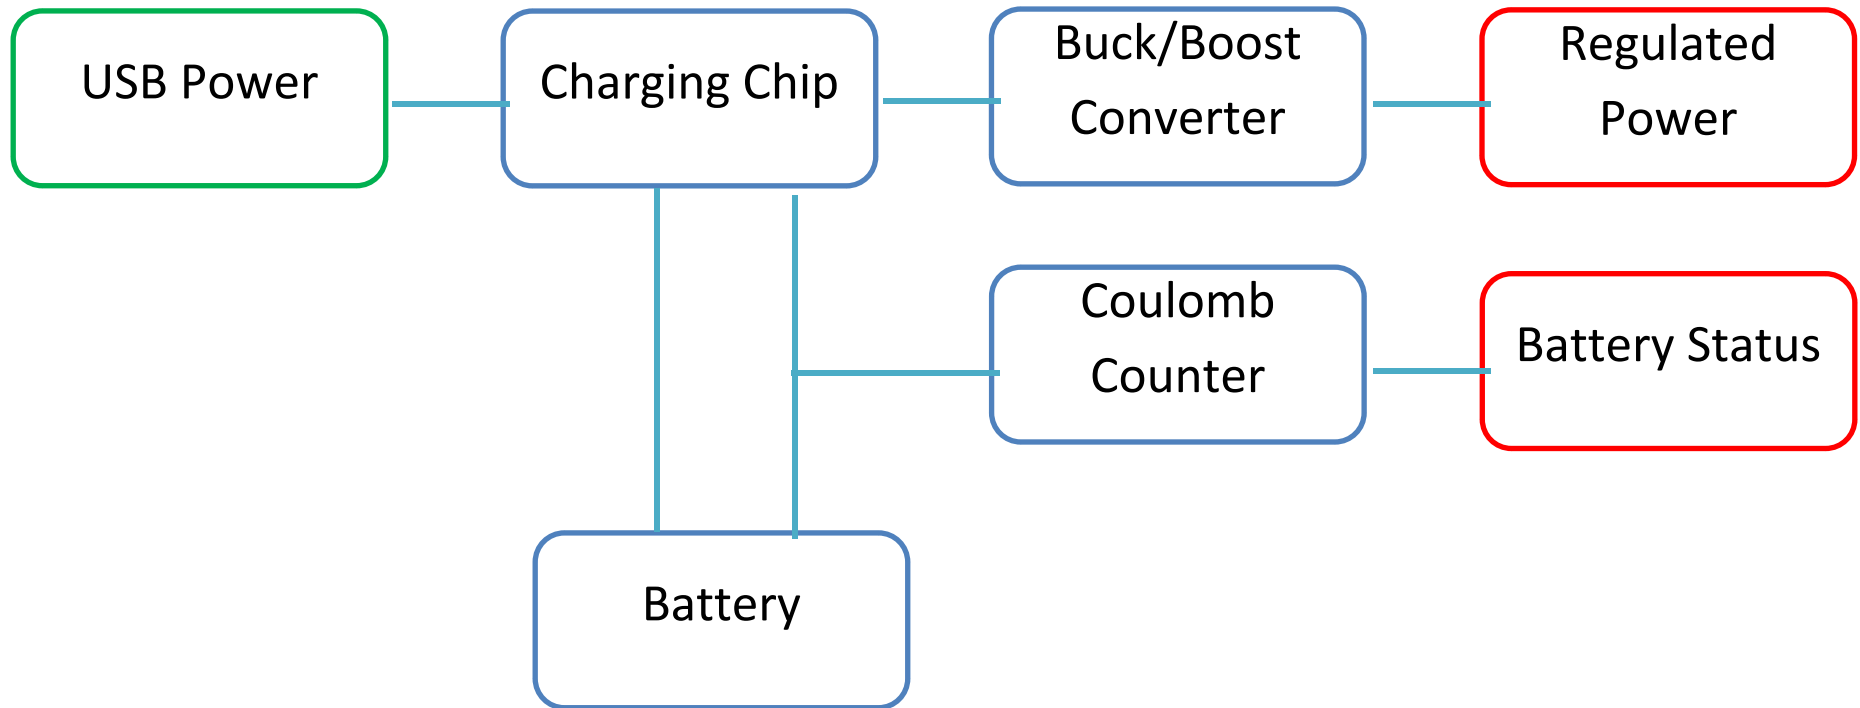 USB Power
Charging Chip
Buck/Boost
Converter
Regulated
Power
Coulomb
Counter
Battery Status
Battery